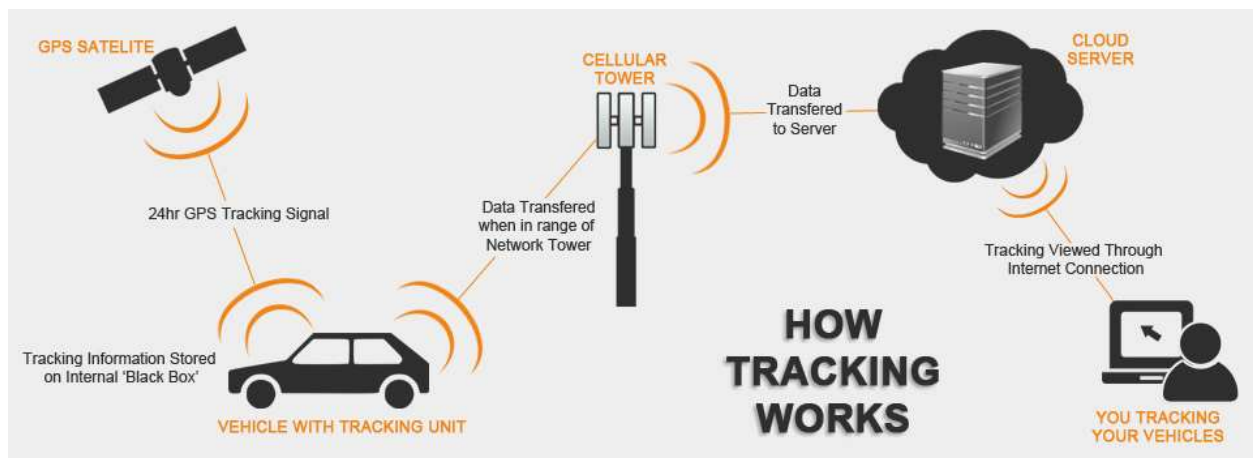 GPS SATELITE
24hr GPS Tracking Signal
Tracking Information Stored
on Internal 'Black Box'
VEHICLE WITH TRACKING UNIT
Data Transfered
when in range of
Network Tower
CELLULAR
TOWER
Data
Transfered
to Server
CLOUD
SERVER
Tracking Viewed Through
Internet Connection
YOU TRACKING
YOUR VEHICLES
HOW
TRACKING
WORKS